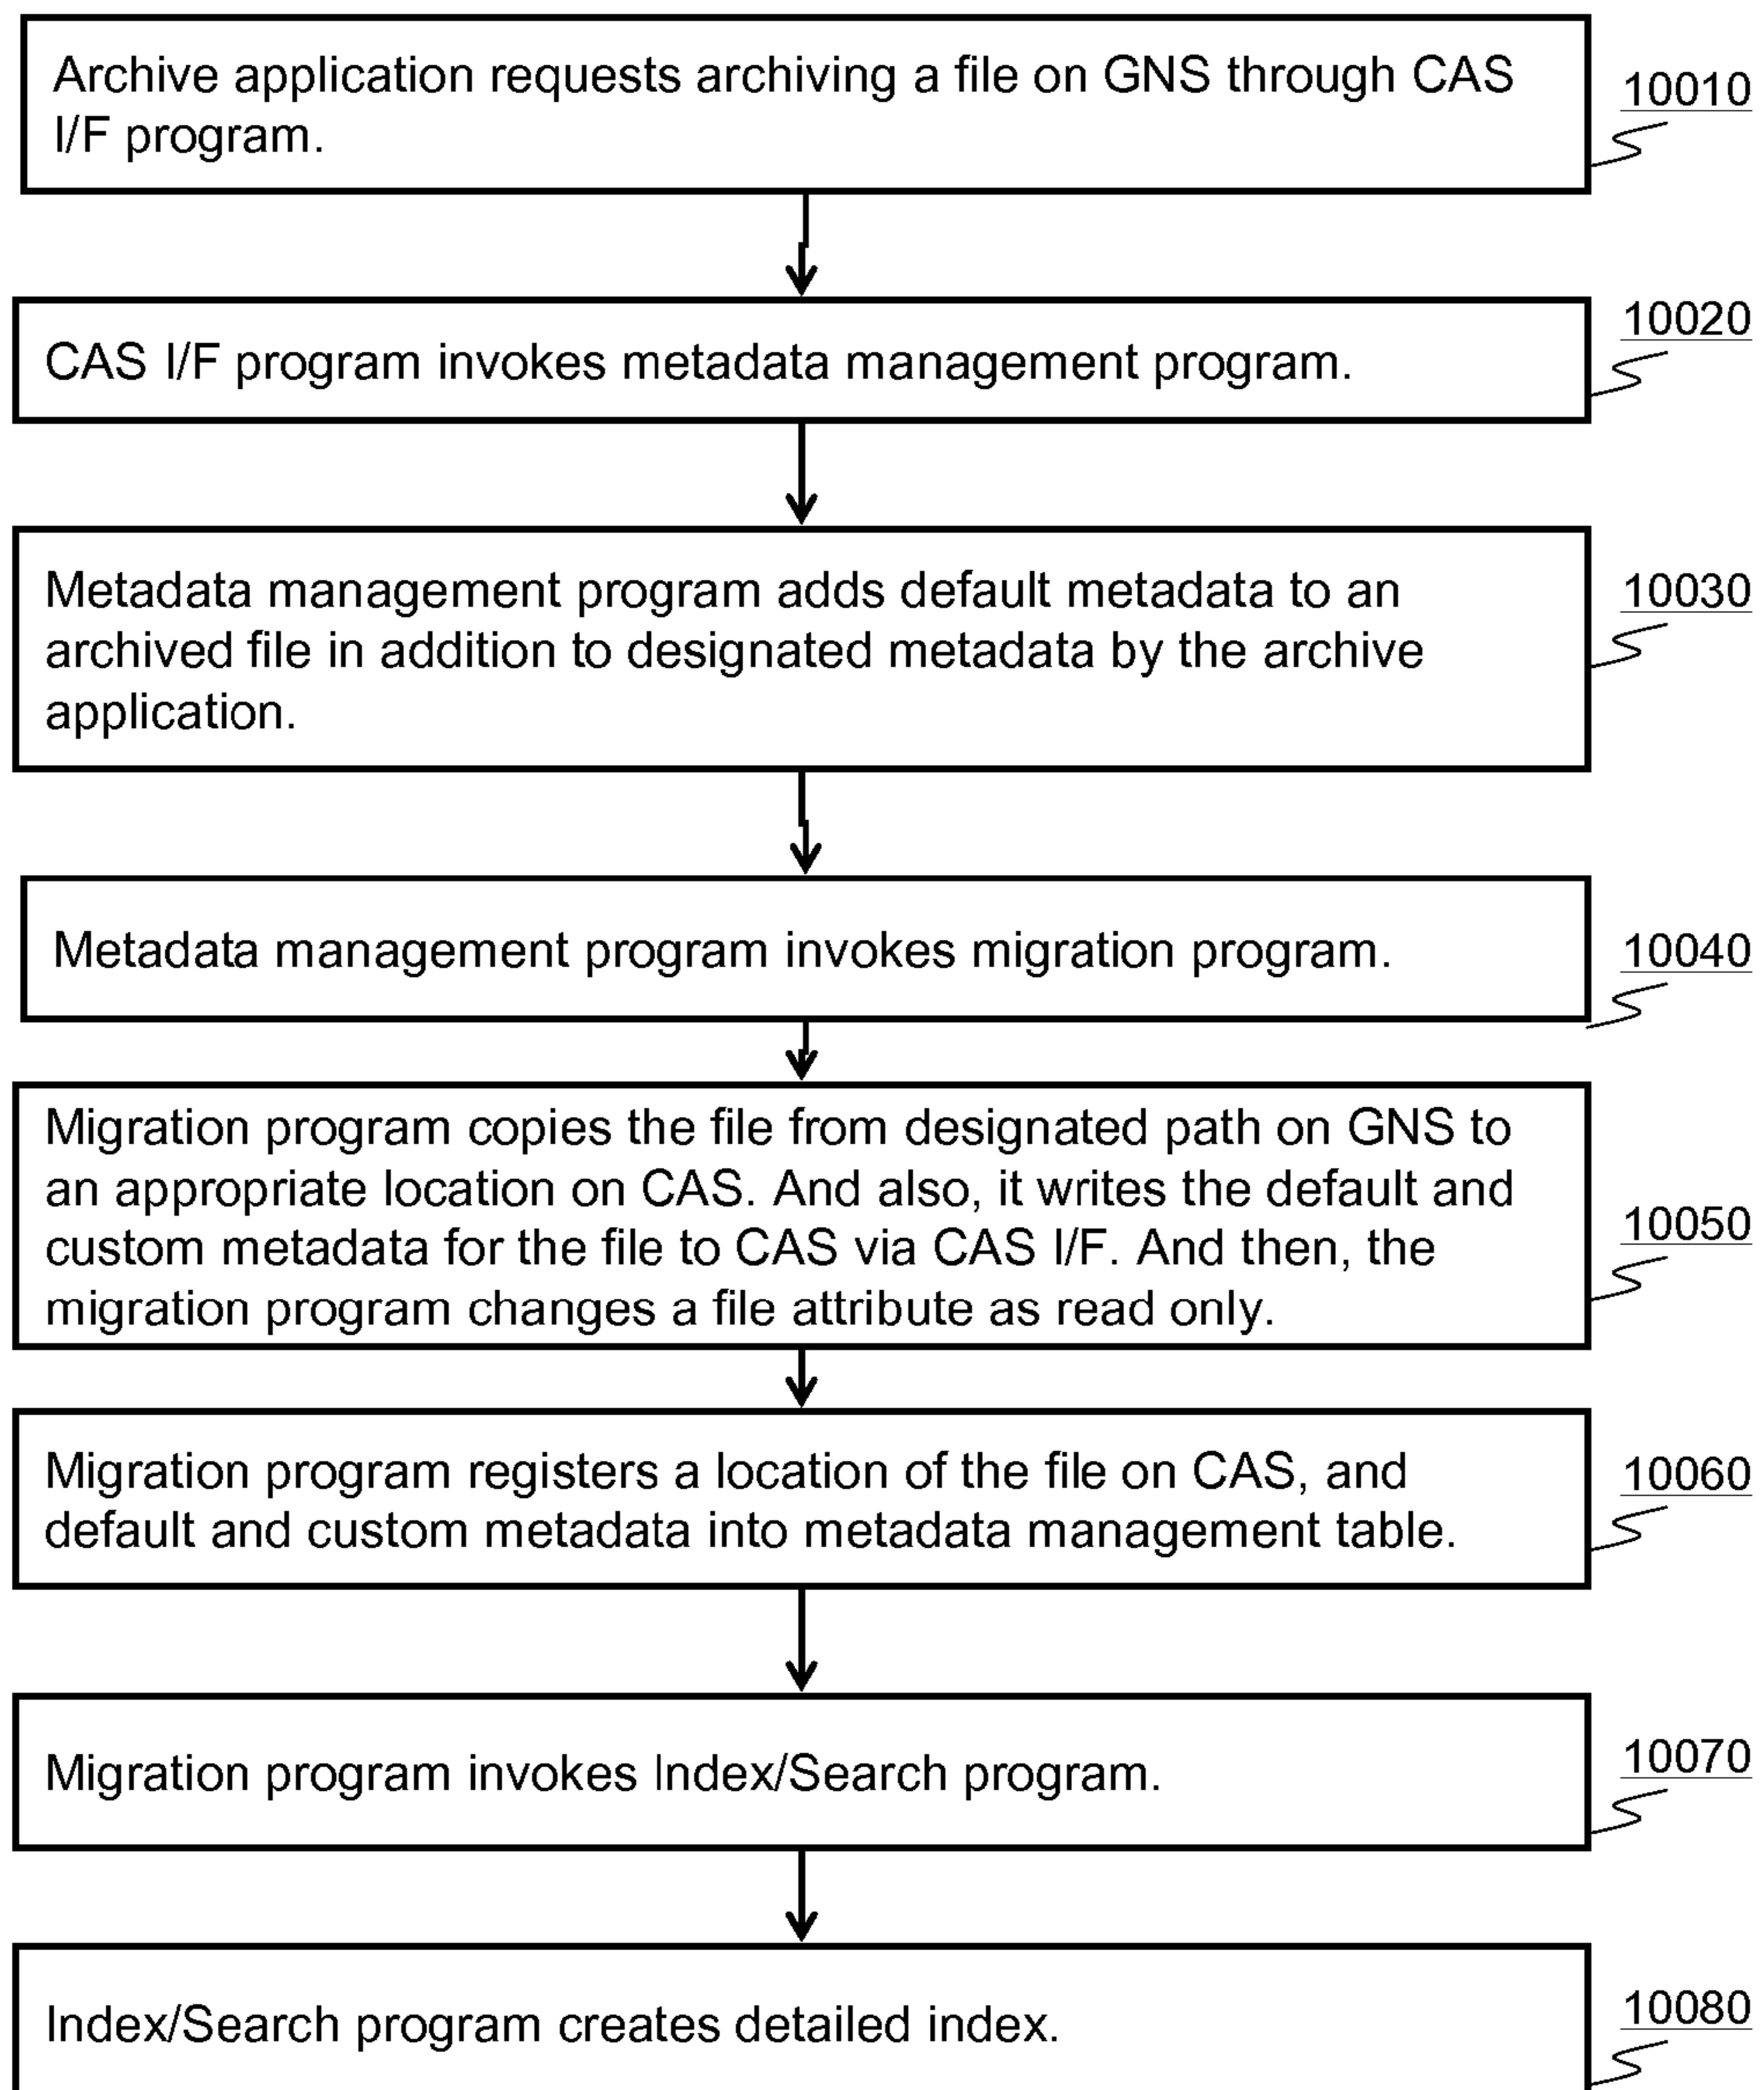 Archive application requests archiving a file on GNS through CAS
I/F program.
10010
CAS I/F program invokes metadata management program.
10020
Metadata management program adds default metadata to an
archived file in addition to designated metadata by the archive
application.
10030
Metadata management program invokes migration program.
10040
Migration program copies the file from designated path on GNS to
an appropriate location on CAS. And also, it writes the default and
custom metadata for the file to CAS via CAS I/F. And then, the
migration program changes a file attribute as read only.
10050
Migration program registers a location of the file on CAS, and
default and custom metadata into metadata management table.
10060
Migration program invokes Index/Search program.
10070
Index/Search program creates detailed index.
10080